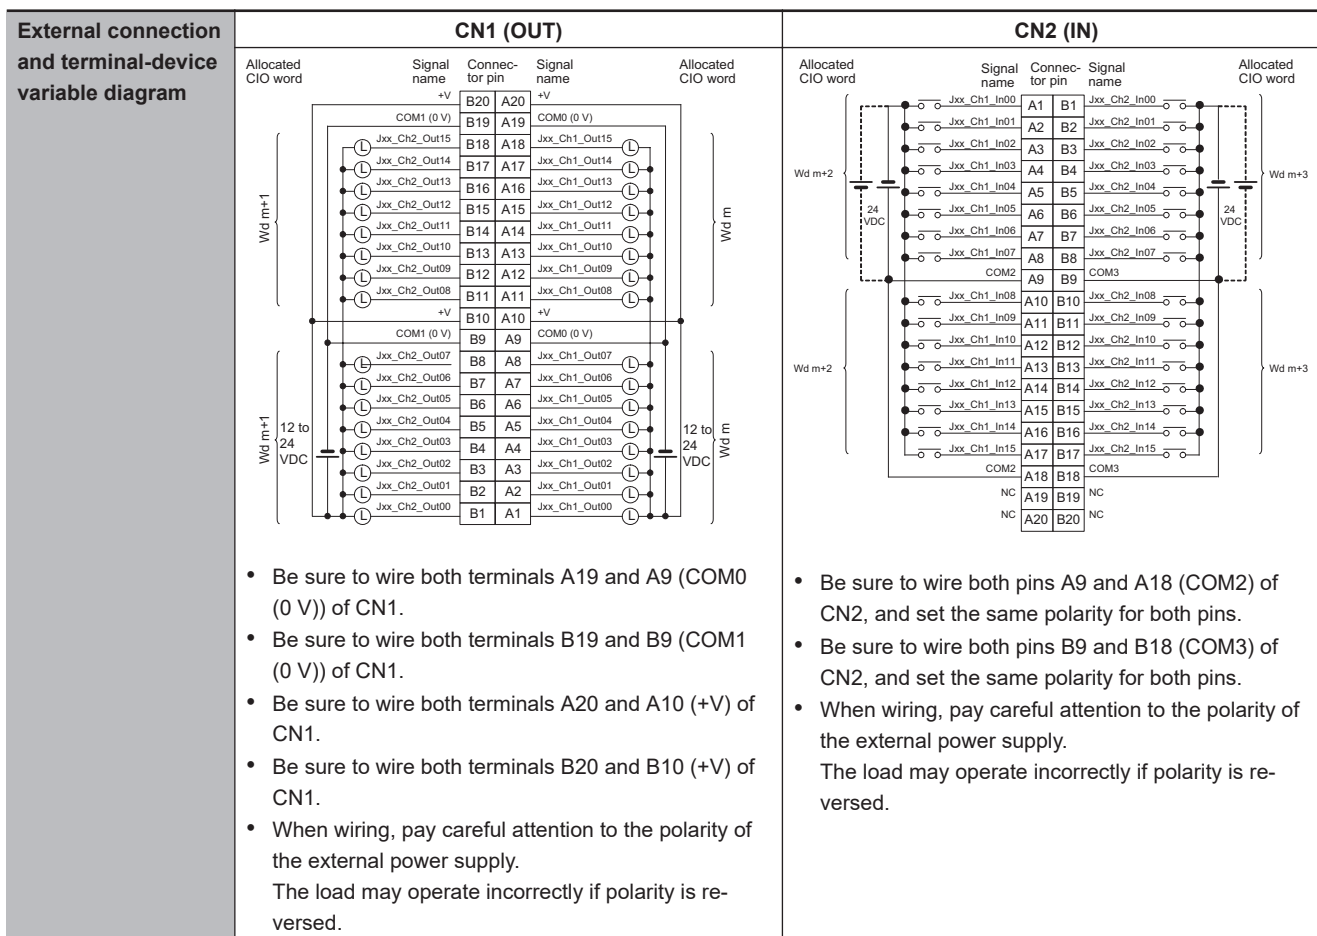 External connection
and terminal-device
variable diagram
CN1 (OUT)
CN2 (IN)
Allocated Signal Connec- Signal Allocated
CIO word name tor pin name CIO word
+V B20 A20 +V
COM1 (0 V) B19 A19 COM0 (0 V)
L Jxx_Ch2_Out15 B18 A18 Jxx_Ch1_Out15 L
L Jxx_Ch2_Out14 B17 A17 Jxx_Ch1_Out14 L
L Jxx_Ch2_Out13 B16 A16 Jxx_Ch1_Out13 L
L Jxx_Ch2_Out12 B15 A15 Jxx_Ch1_Out12 L
Wd m+1 L Jxx_Ch2_Out11 B14 A14 Jxx_Ch1_Out11 L Wd m
L Jxx_Ch2_Out10 B13 A13 Jxx_Ch1_Out10 L
L Jxx_Ch2_Out09 B12 A12 Jxx_Ch1_Out09 L
L Jxx_Ch2_Out08 B11 A11 Jxx_Ch1_Out08 L
+V B10 A10 +V
COM1 (0 V) B9 A9 COM0 (0 V)
L Jxx_Ch2_Out07 B8 A8 Jxx_Ch1_Out07 L
L Jxx_Ch2_Out06 B7 A7 Jxx_Ch1_Out06 L
L Jxx_Ch2_Out05 B6 A6 Jxx_Ch1_Out05 L
12 to L Jxx_Ch2_Out04 B5 A5 Jxx_Ch1_Out04 L 12 to
Wd m+1 24 L Jxx_Ch2_Out03 B4 A4 Jxx_Ch1_Out03 L 24 Wd m
VDC L Jxx_Ch2_Out02 B3 A3 Jxx_Ch1_Out02 L VDC
L Jxx_Ch2_Out01 B2 A2 Jxx_Ch1_Out01 L
L Jxx_Ch2_Out00 B1 A1 Jxx_Ch1_Out00 L
• Be sure to wire both terminals A19 and A9 (COM0
(0 V)) of CN1.
• Be sure to wire both terminals B19 and B9 (COM1
(0 V)) of CN1.
• Be sure to wire both terminals A20 and A10 (+V) of
CN1.
• Be sure to wire both terminals B20 and B10 (+V) of
CN1.
• When wiring, pay careful attention to the polarity of
the external power supply.
The load may operate incorrectly if polarity is re-
versed.
Allocated Signal Connec- Signal Allocated
CIO word name tor pin name CIO word
Jxx_Ch1_In00 A1 B1 Jxx_Ch2_In00
Jxx_Ch1_In01 A2 B2 Jxx_Ch2_In01
Jxx_Ch1_In02 A3 B3 Jxx_Ch2_In02
Wd m+2 Jxx_Ch1_In03 A4 B4 Jxx_Ch2_In03 Wd m+3
Jxx_Ch1_In04 A5 B5 Jxx_Ch2_In04
24 Jxx_Ch1_In05 A6 B6 Jxx_Ch2_In05 24
VDC Jxx_Ch1_In06 A7 B7 Jxx_Ch2_In06 VDC
Jxx_Ch1_In07 A8 B8 Jxx_Ch2_In07
COM2 A9 B9 COM3
Jxx_Ch1_In08 A10 B10 Jxx_Ch2_In08
Jxx_Ch1_In09 A11 B11 Jxx_Ch2_In09
Jxx_Ch1_In10 A12 B12 Jxx_Ch2_In10
Wd m+2 Jxx_Ch1_In11 A13 B13 Jxx_Ch2_In11 Wd m+3
Jxx_Ch1_In12 A14 B14 Jxx_Ch2_In12
Jxx_Ch1_In13 A15 B15 Jxx_Ch2_In13
Jxx_Ch1_In14 A16 B16 Jxx_Ch2_In14
Jxx_Ch1_In15 A17 B17 Jxx_Ch2_In15
COM2 A18 B18 COM3
NC A19 B19 NC
NC A20 B20 NC
• Be sure to wire both pins A9 and A18 (COM2) of
CN2, and set the same polarity for both pins.
• Be sure to wire both pins B9 and B18 (COM3) of
CN2, and set the same polarity for both pins.
• When wiring, pay careful attention to the polarity of
the external power supply.
The load may operate incorrectly if polarity is re-
versed.